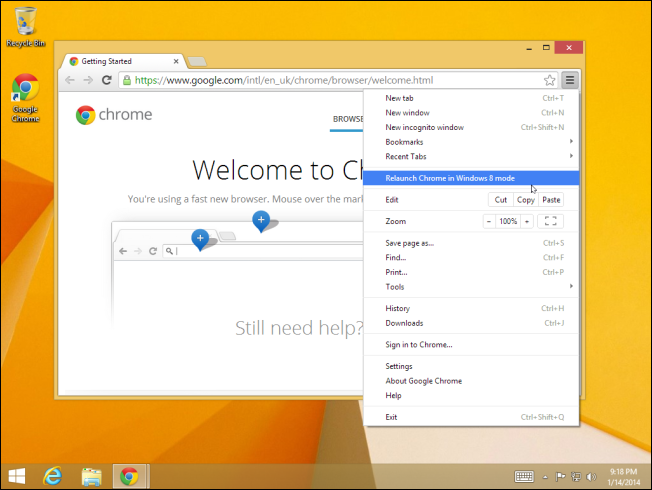 Recycle Bin
Google
Chrome
Getting Started
https://www.google.com/intl/en_uk/chrome/browser/welcome.html
chrome
BROWSE
Welcome to Ch
You're using a fast new browser. Mouse over the mark
Still need help?
New tab Ctrl+T
New window Ctrl+N
New incognito window Ctrl+Shift+N
Bookmarks
Recent Tabs
Relaunch Chrome in Windows 8 mode
Edit Cut Copy Paste
Zoom - 100% +
Save page as... Ctrl+S
Find... Ctrl+F
Print... Ctrl+P
Tools
History Ctrl+H
Downloads Ctrl+J
Sign in to Chrome...
Settings
About Google Chrome
Help
Exit Ctrl+Shift+Q
9:18 PM
1/14/2014